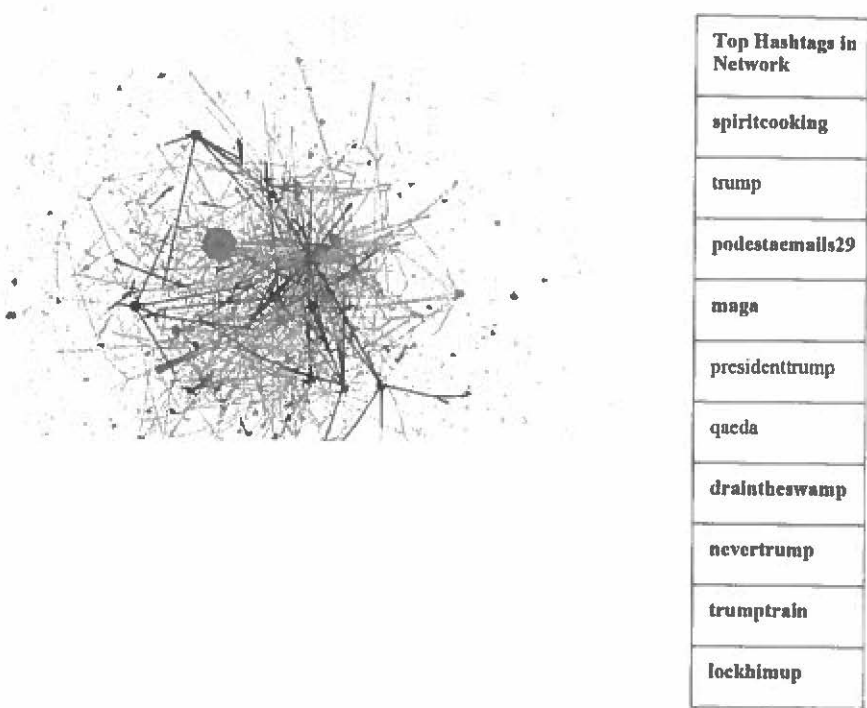 Top Hashtags in
Network
spiritcooking
trump
podestaemails29
maga
presidenttrump
qaeda
draintheswamp
nevertrump
trumptrain
lockhimup